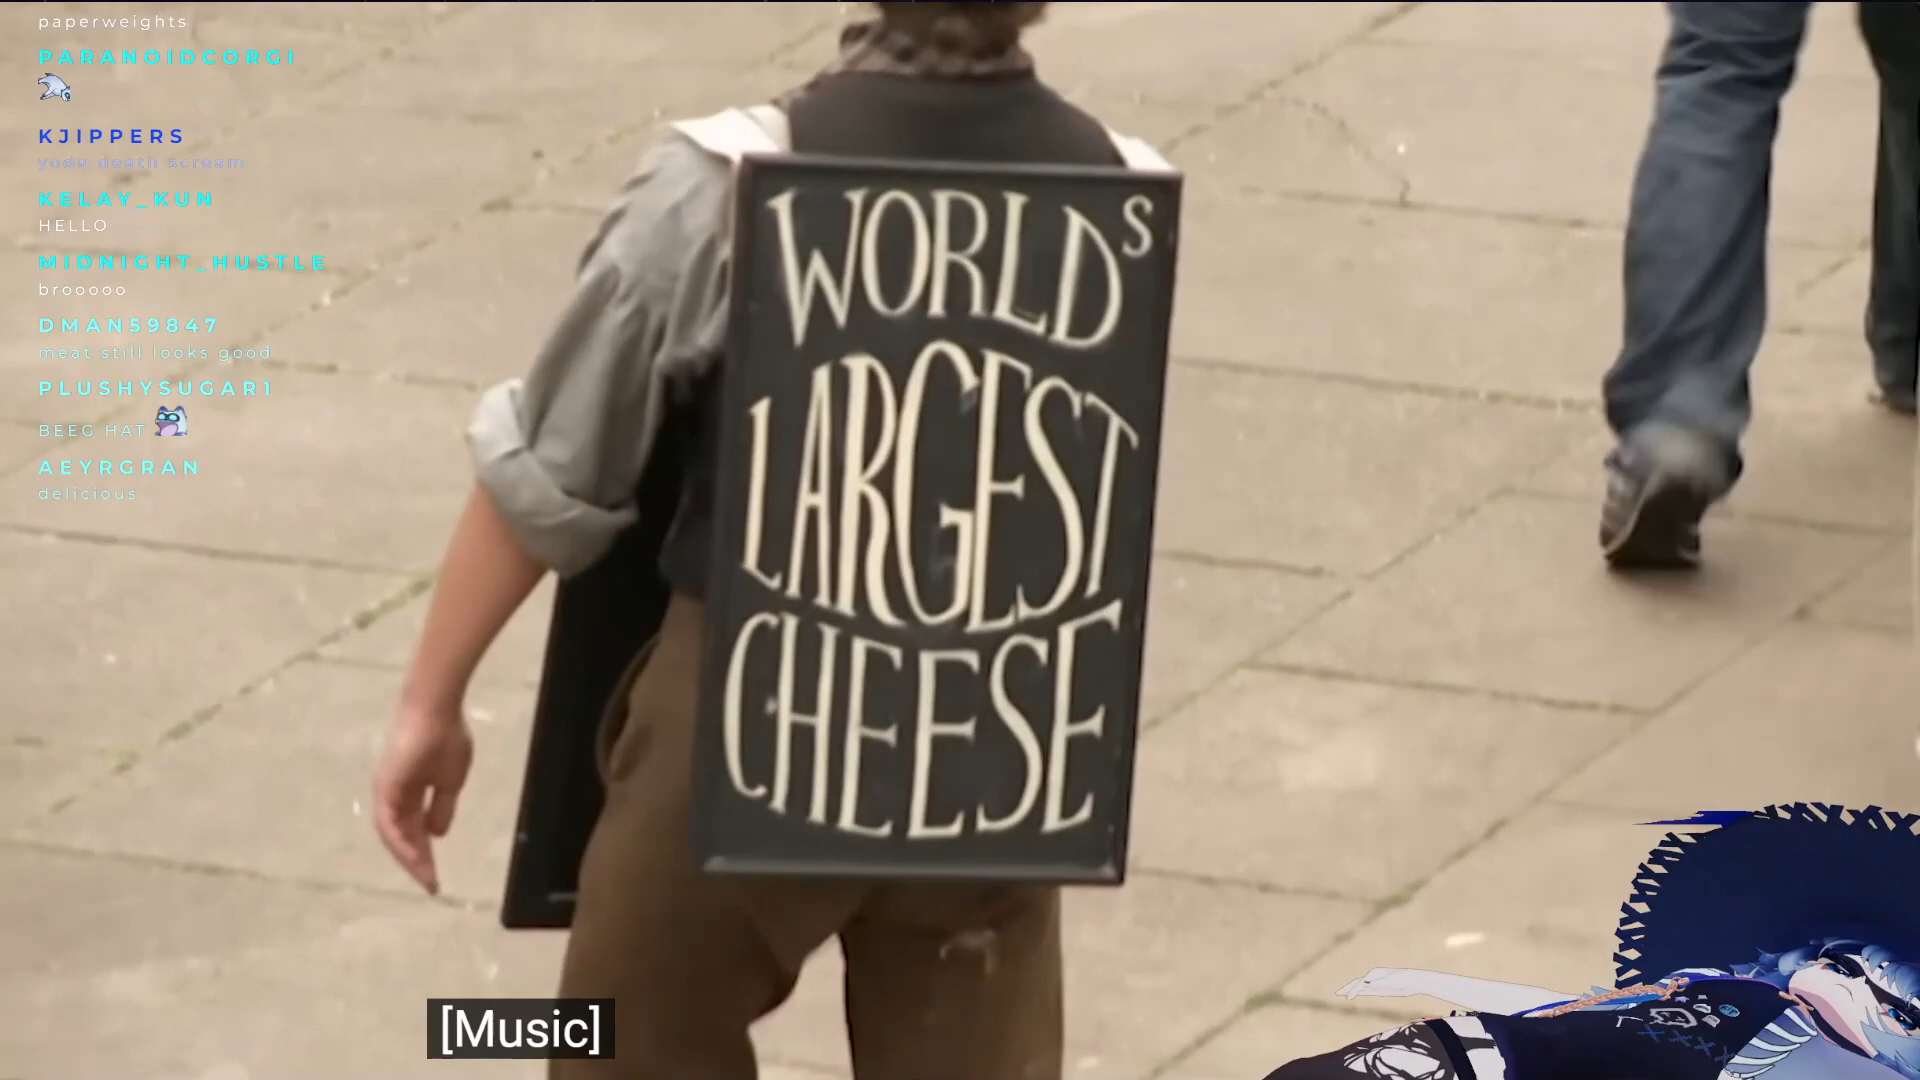 paperweights
PARANOIDCORGI
KJIPPERS
yoda death scream
KELAY_KUN
HELLO
MIDNIGHT_HUSTLE
brooooo
DMAN59847
meat still looks good
PLUSHYSUGAR1
BEEG HAT
AEYRGRAN
delicious
WORLDS
LARGEST
CHEESE
[Music]